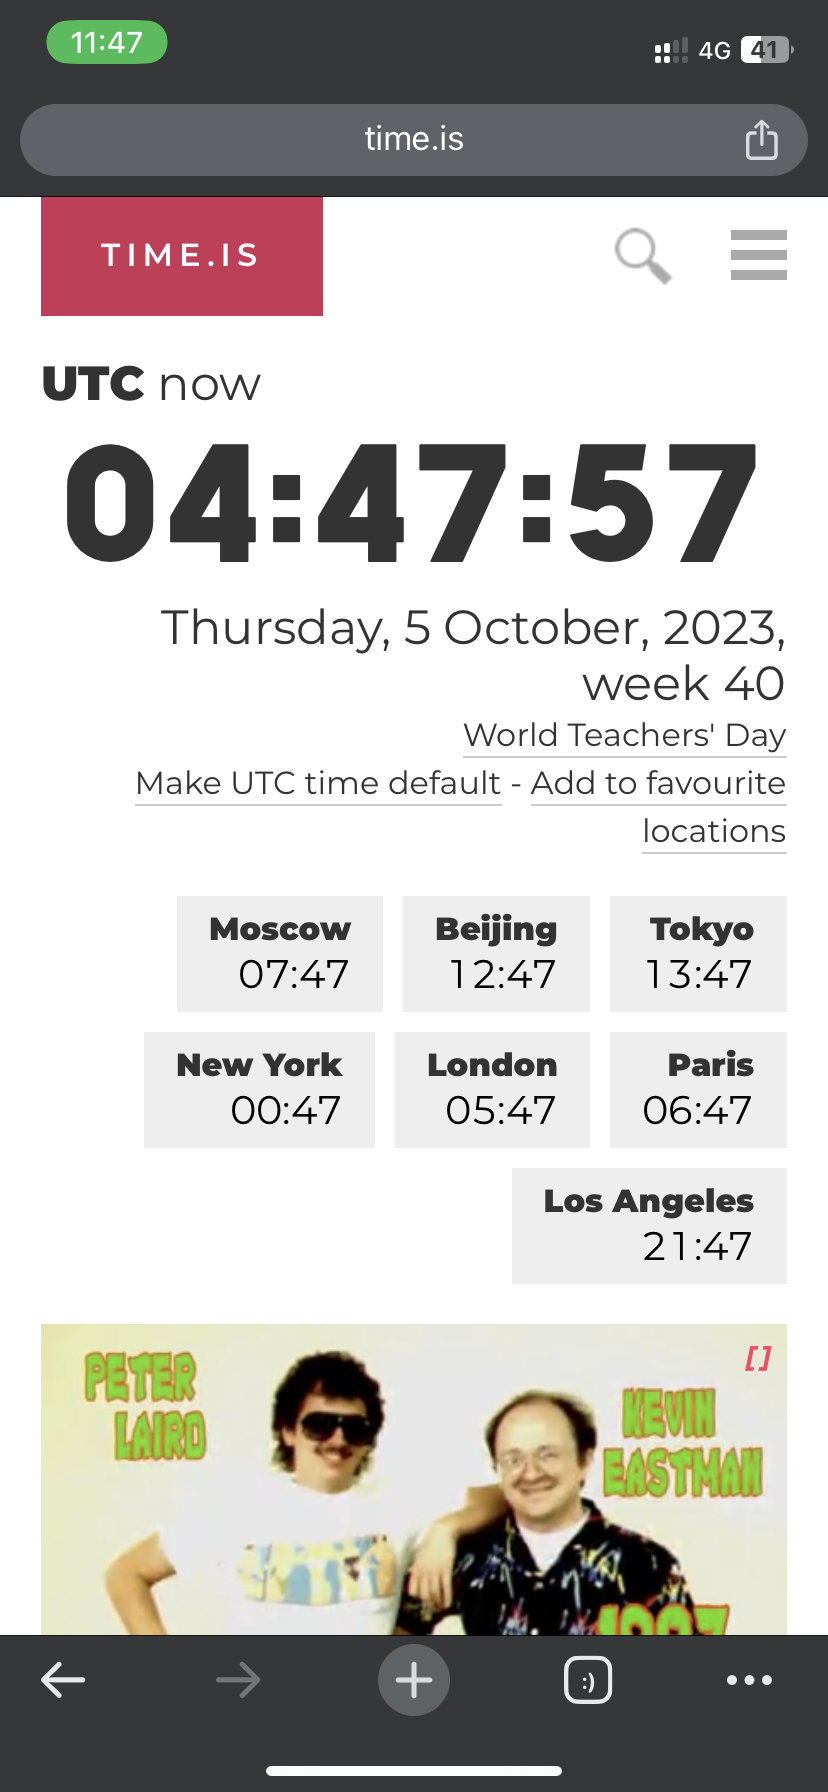 11:47
4G 41
time.is
TIME.IS
UTC now
04:47:57
Thursday, 5 October, 2023,
week 40
World Teachers' Day
Make UTC time default - Add to favourite
locations
Moscow
07:47
Beijing
12:47
Tokyo
13:47
New York
00:47
London
05:47
Paris
06:47
Los Angeles
21:47
[]
PETER
LAIRD
KEVIN
EASTMAN
:)